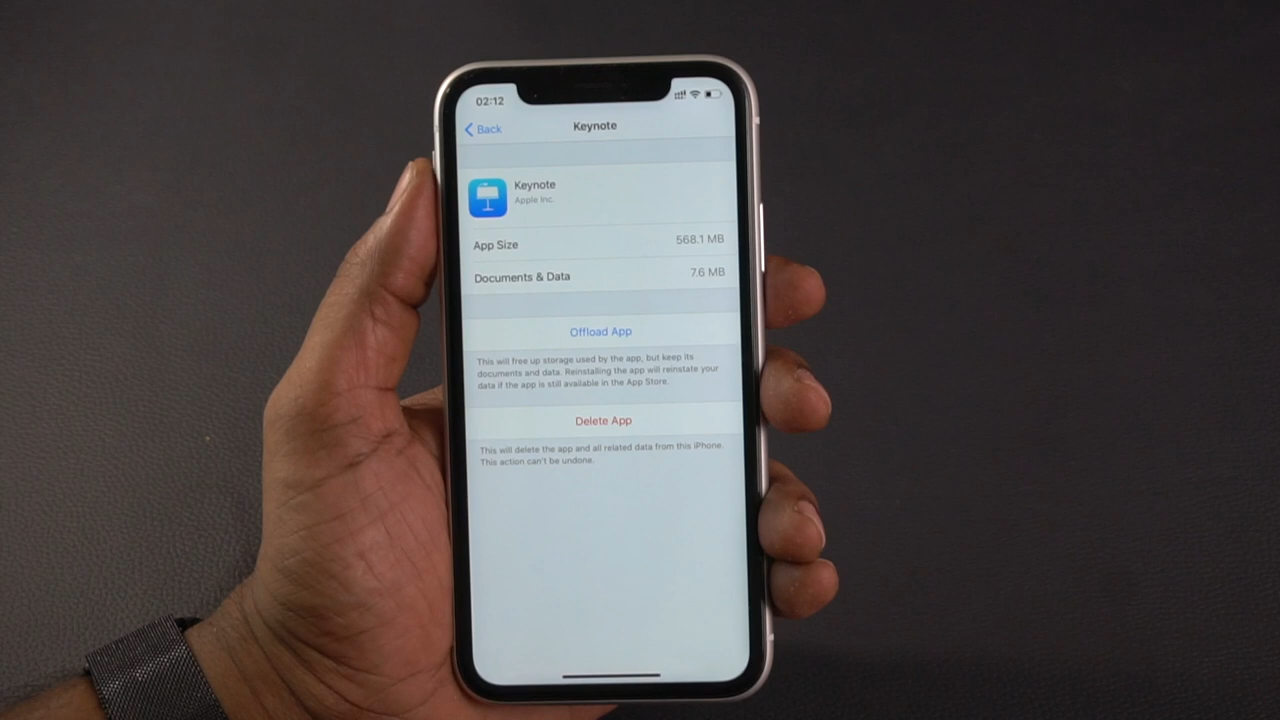 02:12
Back
Keynote
Keynote
Apple Inc.
App Size 568.1 MB
Documents & Data 7.6 MB
Offload App
This will free up storage used by the app, but keep its
documents and data. Reinstalling the app will reinstate your
data if the app is still available in the App Store.
Delete App
This will delete the app and all related data from this iPhone.
This action can't be undone.